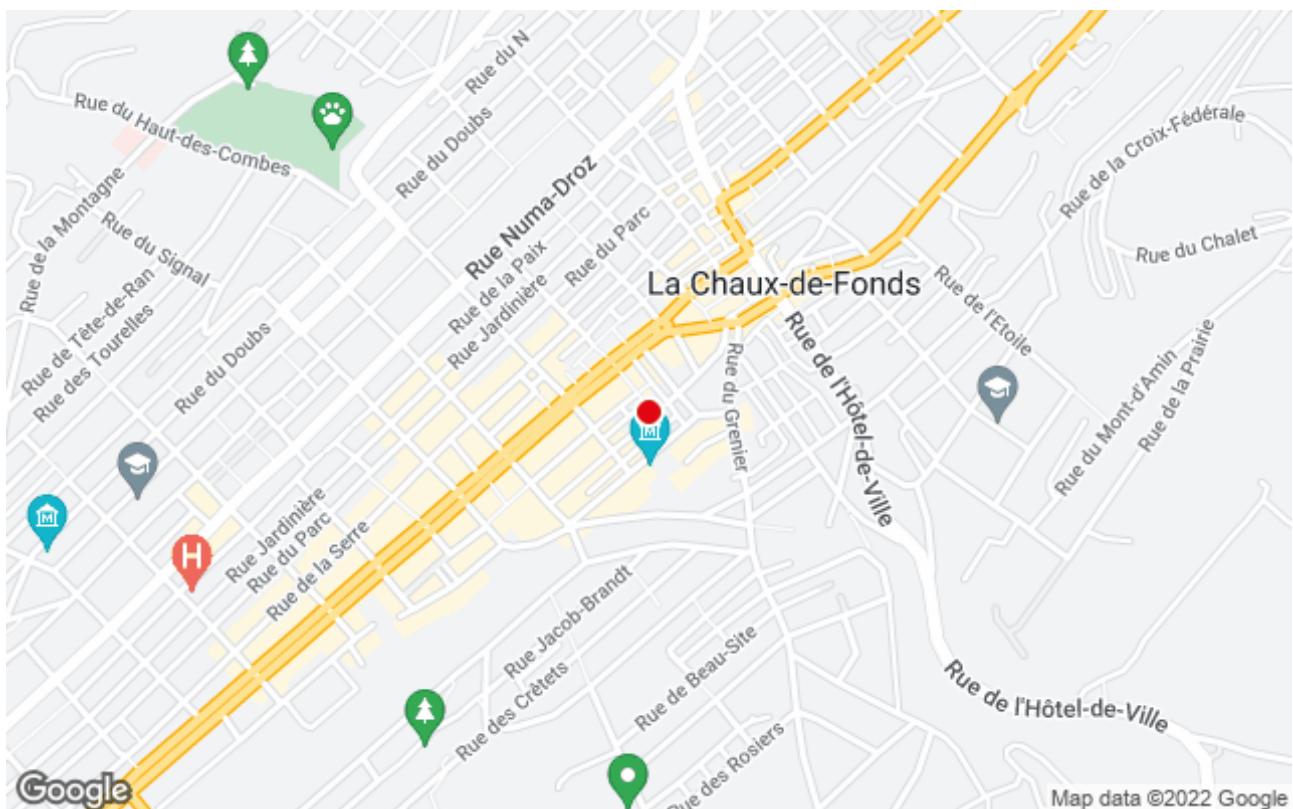 Rue du N
Rue du Haut-des-Combes
Rue du Doubs
Rue de la Croix-Fédérale
Rue Numa-Droz
Rue de la Montagne
Rue du Signal
Rue du Parc
Rue du Chalet
Rue de la Paix
Rue de Tête-de-Ran
La Chaux-de-Fonds
Rue de l'Etoile
Rue Jardinière
Rue des Tourelles
Rue du Doubs
Rue de l'Hôtel-de-Ville
Rue du Grenier
Rue de la Prairie
Rue du Mont-d'Amin
M
M
Rue Jardinière
Rue du Parc
H
Rue de la Serre
Rue Jacob-Brandt
Rue de Beau-Site
Rue des Crêtets
Rue de l'Hôtel-de-Ville
Rue des Rosiers
Google
Map data ©2022 Google